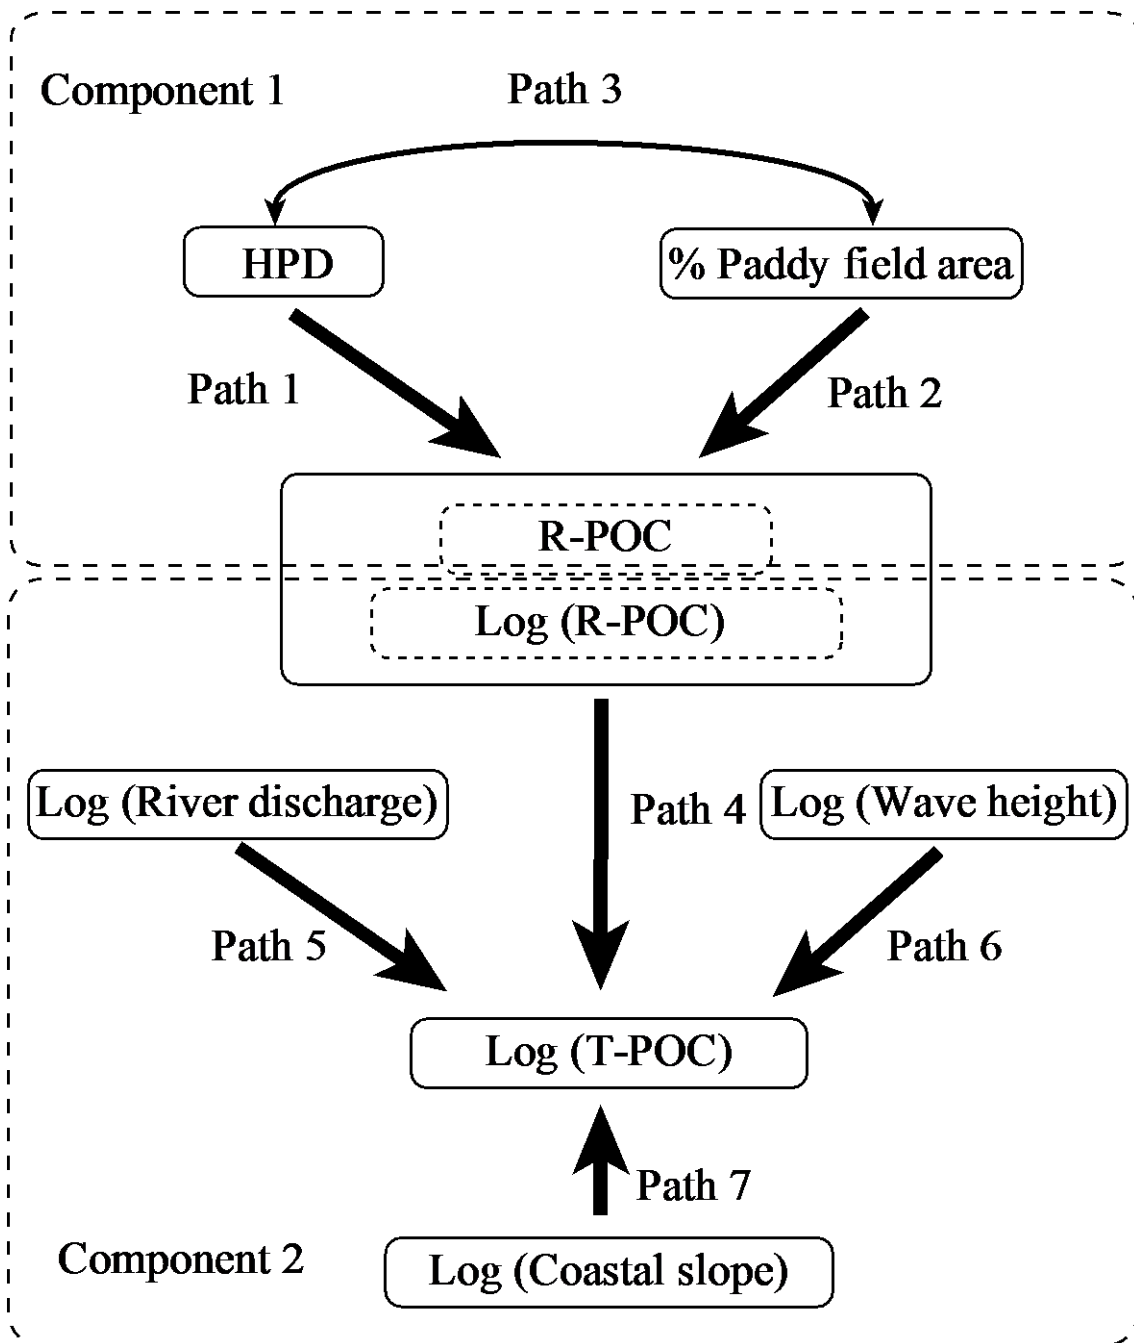 Component 1
Path 3
HPD
% Paddy field area
Path 1
Path 2
R-POC
Log (R-POC)
Log (River discharge)
Path 4
Log (Wave height)
Path 5
Path 6
Log (T-POC)
Path 7
Component 2
Log (Coastal slope)